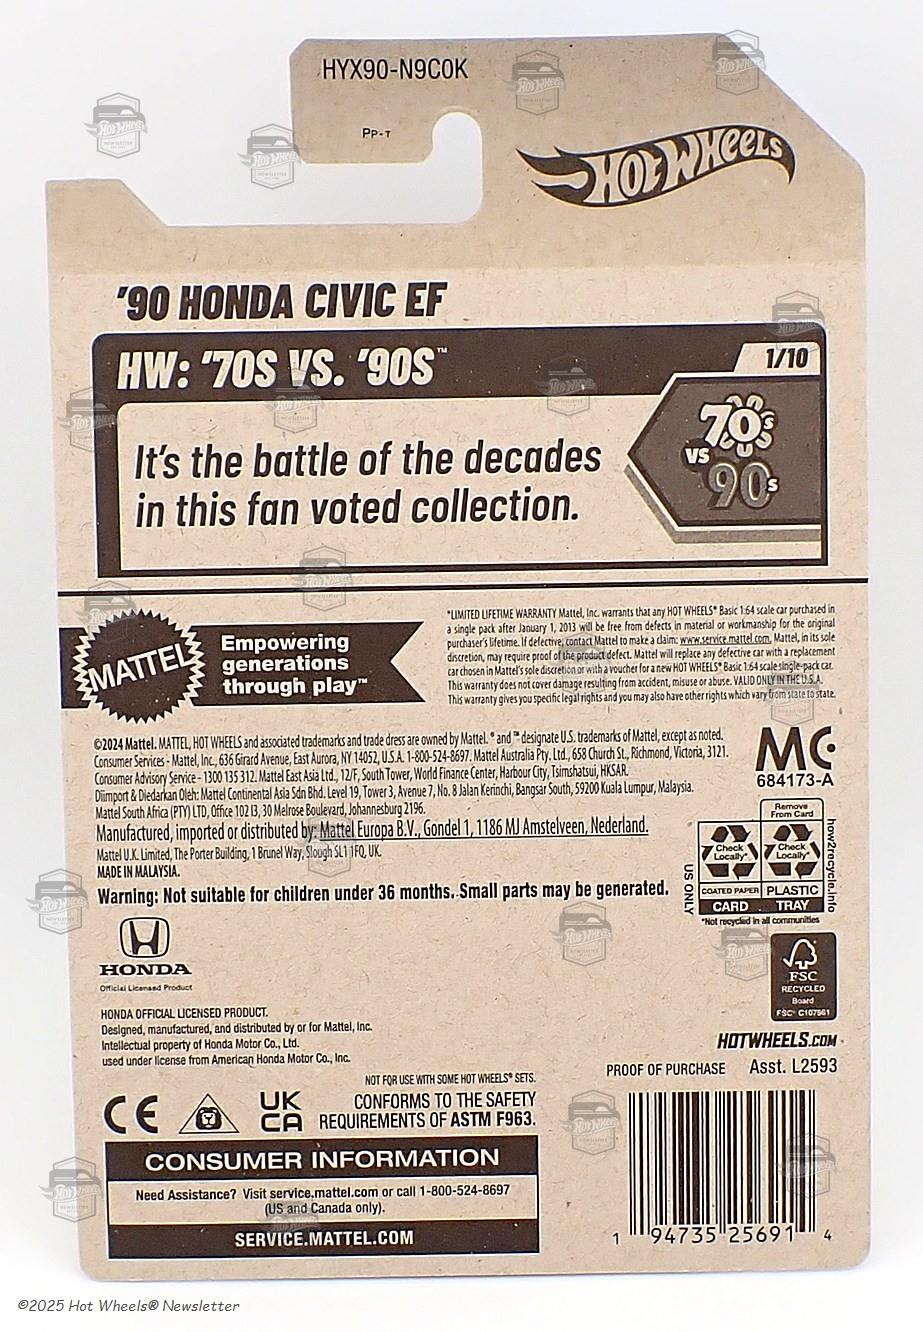 HYX90-N9C0K
PP-T
HOT WHEELS
'90 HONDA CIVIC EF
HW: '70S VS. '90S™
1/10
70s
VS
90s
It's the battle of the decades
in this fan voted collection.
MATTEL
Empowering
generations
through play™
*LIMITED LIFETIME WARRANTY Mattel, Inc. warrants that any HOT WHEELS® Basic 1:64 scale car purchased in
a single pack after January 1, 2013 will be free from defects in material or workmanship for the original
purchaser's lifetime. If defective, contact Mattel to make a claim: www.service.mattel.com, Mattel, in its sole
discretion, may require proof of the product defect. Mattel will replace any defective car with a replacement
car chosen in Mattel's sole discretion or with a voucher for a new HOT WHEELS® Basic 1:64 scale single-pack car.
This warranty does not cover damage resulting from accident, misuse or abuse. VALID ONLY IN THE U.S.A.
This warranty gives you specific legal rights and you may also have other rights which vary from state to state.
©2024 Mattel. MATTEL, HOT WHEELS and associated trademarks and trade dress are owned by Mattel. ® and ™ designate U.S. trademarks of Mattel, except as noted.
Consumer Services - Mattel, Inc., 636 Girard Avenue, East Aurora, NY 14052, U.S.A. 1-800-524-8697. Mattel Australia Pty. Ltd., 658 Church St., Richmond, Victoria, 3121.
Consumer Advisory Service - 1300 135 312. Mattel East Asia Ltd., 12/F, South Tower, World Finance Center, Harbour City, Tsimshatsui, HKSAR.
Diimport & Diedarkan Oleh: Mattel Continental Asia Sdn Bhd. Level 19, Tower 3, Avenue 7, No. 8 Jalan Kerinchi, Bangsar South, 59200 Kuala Lumpur, Malaysia.
Mattel South Africa (PTY) LTD, Office 102 I3, 30 Melrose Boulevard, Johannesburg 2196.
Manufactured, imported or distributed by: Mattel Europa B.V., Gondel 1, 1186 MJ Amstelveen, Nederland.
Mattel U.K. Limited, The Porter Building, 1 Brunel Way, Slough SL1 1FQ, UK.
MADE IN MALAYSIA.
MC
684173-A
Warning: Not suitable for children under 36 months. Small parts may be generated.
Remove
From Card
Check
Locally*
Check
Locally*
COATED PAPER
CARD
PLASTIC
TRAY
US ONLY
how2recycle.info
*Not recycled in all communities
HONDA
Official Licensed Product
FSC
RECYCLED
Board
FSC® C107561
HONDA OFFICIAL LICENSED PRODUCT.
Designed, manufactured, and distributed by or for Mattel, Inc.
Intellectual property of Honda Motor Co., Ltd.
used under license from American Honda Motor Co., Inc.
HOTWHEELS.COM
PROOF OF PURCHASE
Asst. L2593
NOT FOR USE WITH SOME HOT WHEELS® SETS.
CONFORMS TO THE SAFETY
REQUIREMENTS OF ASTM F963.
CE
UK
CA
CONSUMER INFORMATION
Need Assistance? Visit service.mattel.com or call 1-800-524-8697
(US and Canada only).
SERVICE.MATTEL.COM
1 94735 25691 4
©2025 Hot Wheels® Newsletter